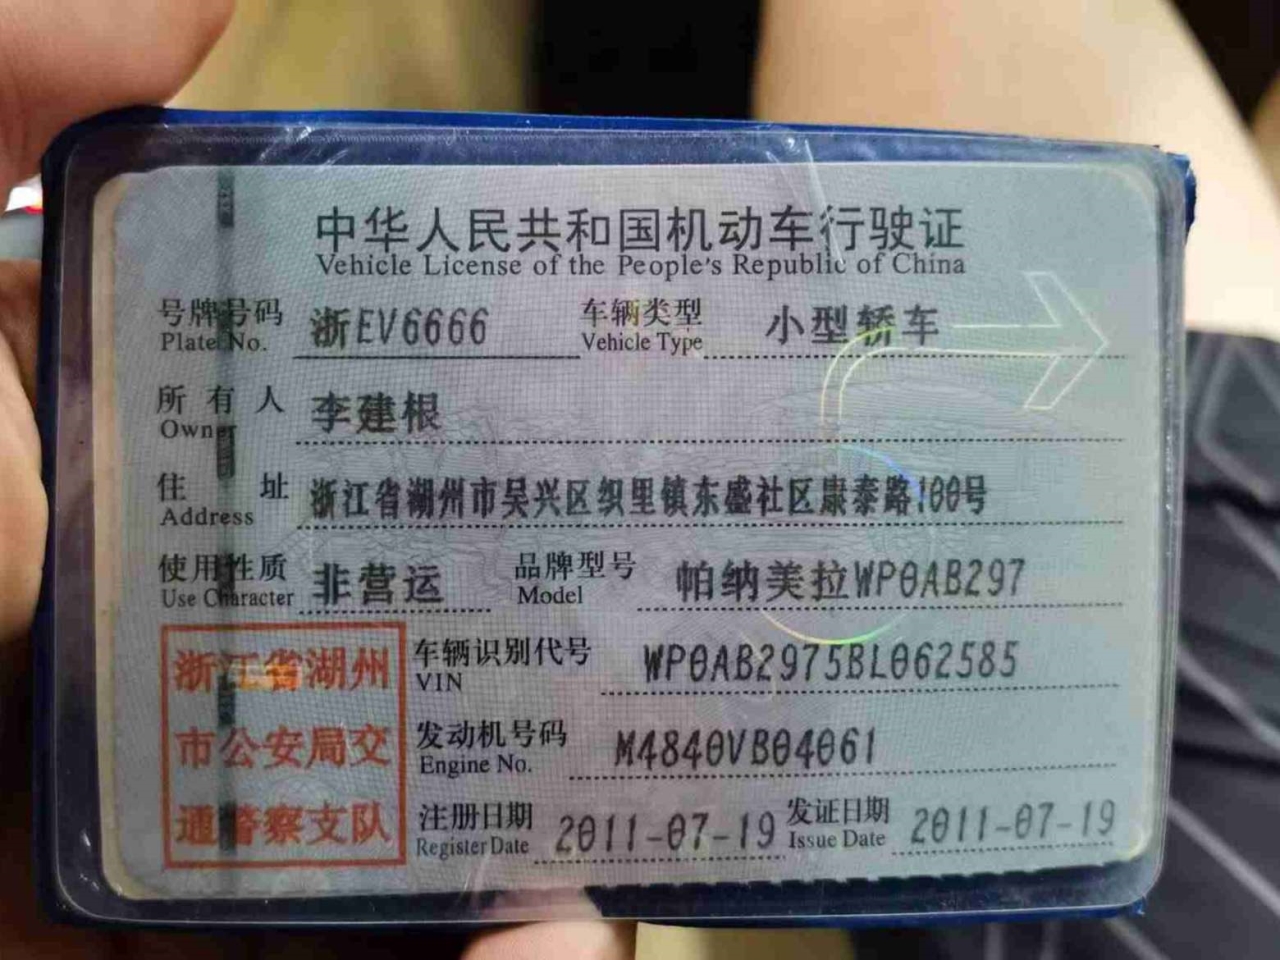 中华人民共和国机动车行驶证
Vehicle License of the People's Republic of China
号牌号码 浙EV6666 车辆类型 小型轿车
Plate No. Vehicle Type
所有人 李建根
Owner
住址 浙江省湖州市吴兴区织里镇东盛社区康泰路100号
Address
使用性质 非营运 品牌型号 帕纳美拉WP0AB297
Use Character Model
浙江省湖州
市公安局交
通警察支队
车辆识别代号 WP0AB2975BL062585
VIN
发动机号码 M4840VB04061
Engine No.
注册日期 2011-07-19 发证日期 2011-07-19
Register Date Issue Date